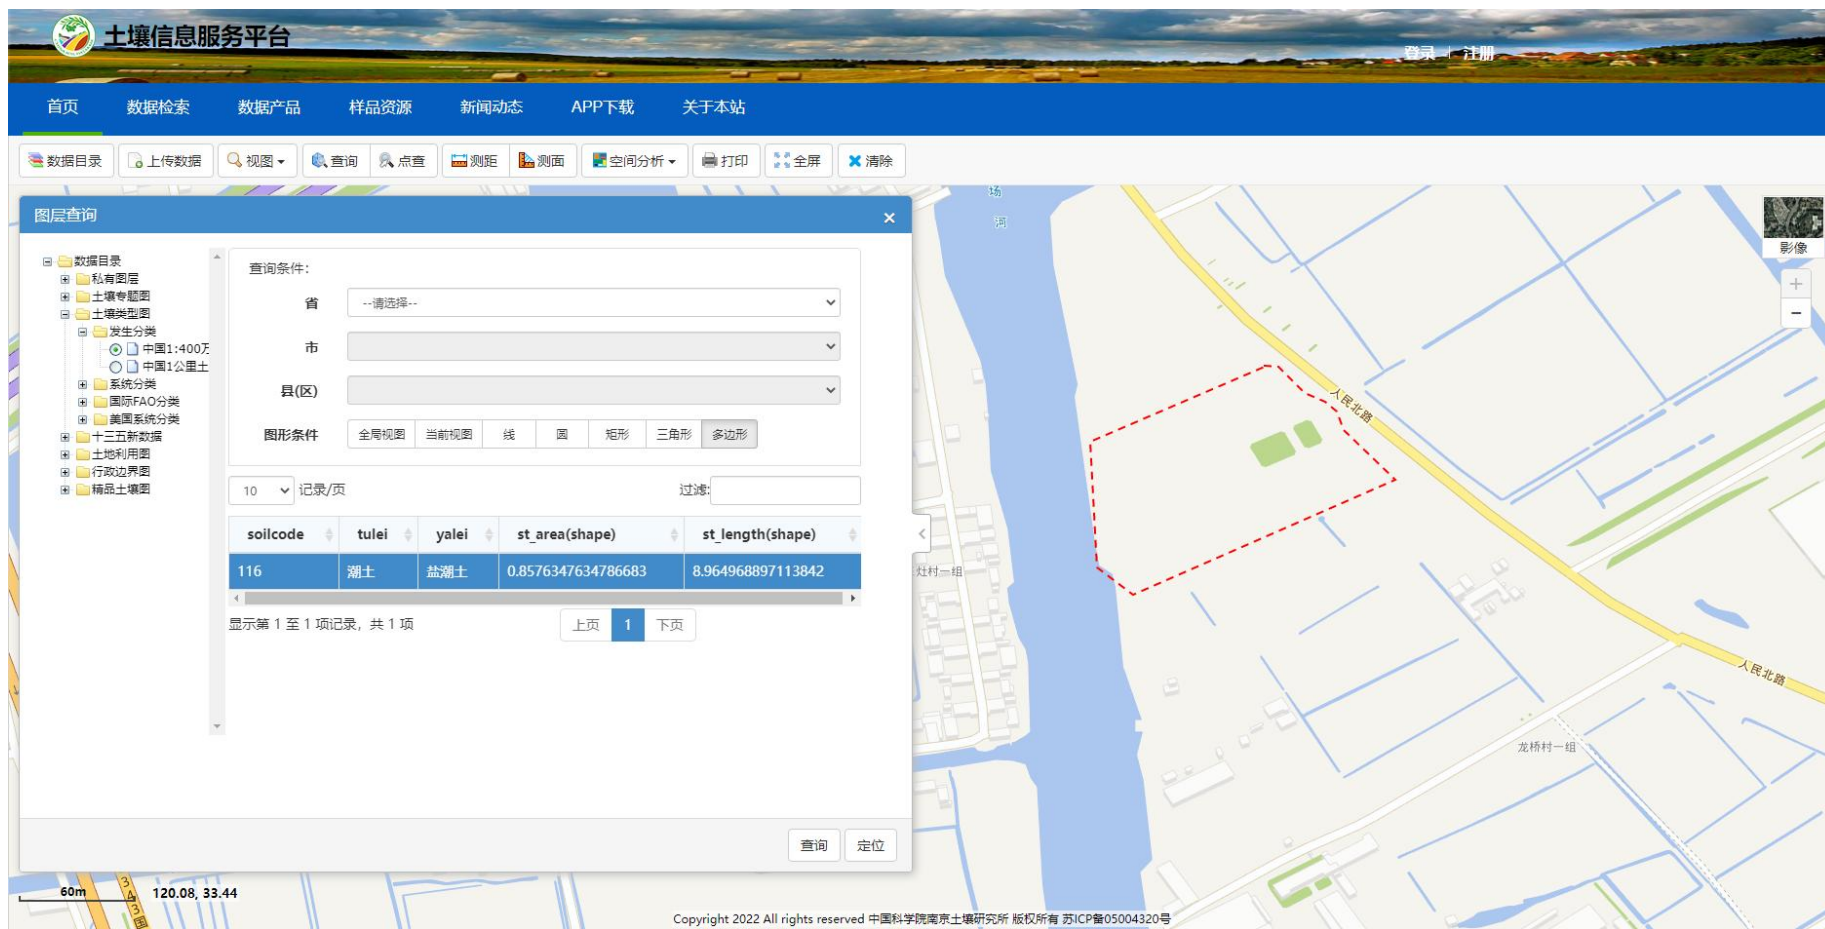 土壤信息服务平台
登录 | 注册
首页 数据检索 数据产品 样品资源 新闻动态 APP下载 关于本站
数据目录 上传数据 视图 查询 点查 测距 测面 空间分析 打印 全屏 清除
图层查询 ×
数据目录
私有图层
土壤专题图
土壤类型图
发生分类
中国1:400万
中国1公里土
系统分类
国际FAO分类
美国系统分类
十三五新数据
土地利用图
行政边界图
精品土壤图
查询条件:
省 --请选择--
市
县(区)
图形条件 全局视图 当前视图 线 圆 矩形 三角形 多边形
10 记录/页 过滤:
soilcode tulei yalei st_area(shape) st_length(shape)
116 潮土 盐潮土 0.8576347634786683 8.964968897113842
显示第 1 至 1 项记录，共 1 项 上页 1 下页
查询 定位
场
河
影像
+
−
人民北路
灶村一组
人民北路
龙桥村一组
60m
120.08, 33.44
343国
Copyright 2022 All rights reserved 中国科学院南京土壤研究所 版权所有 苏ICP备05004320号